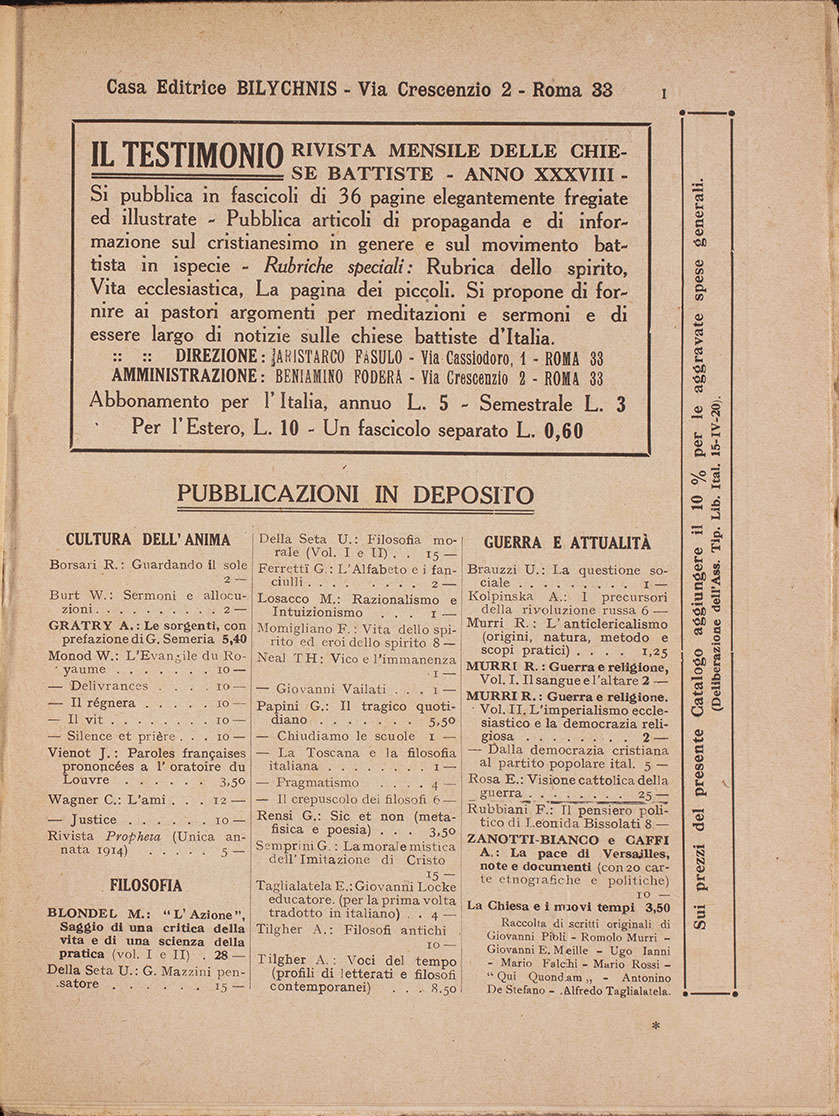 Casa Editrice BILYCHNIS - Via Crescenzio 2 - Roma 33
I
IL TESTIMONIO RIVISTA MENSILE DELLE CHIE-
SE BATTISTE - ANNO XXXVIII -
Si pubblica in fascicoli di 36 pagine elegantemente fregiate
ed illustrate - Pubblica articoli di propaganda e di infor-
mazione sul cristianesimo in genere e sul movimento bat-
tista in ispecie - Rubriche speciali: Rubrica dello spirito,
Vita ecclesiastica, La pagina dei piccoli. Si propone di for-
nire ai pastori argomenti per meditazioni e sermoni e di
essere largo di notizie sulle chiese battiste d'Italia.
:: :: DIREZIONE: ARISTARCO FASULO - Via Cassiodoro, 1 - ROMA 33
AMMINISTRAZIONE: BENIAMINO FODERA - Via Crescenzio 2 - ROMA 33
Abbonamento per l'Italia, annuo L. 5 - Semestrale L. 3
Per l'Estero, L. 10 - Un fascicolo separato L. 0,60
PUBBLICAZIONI IN DEPOSITO
CULTURA DELL'ANIMA
Borsari R.: Guardando il sole
2 —
Burt W.: Sermoni e allocu-
zioni . . . . . . . . . . 2 —
GRATRY A.: Le sorgenti, con
prefazione di G. Semeria 5,40
Monod W.: L'Evangile du Ro-
yaume . . . . . . . 10 —
— Delivrances . . . . 10 —
— Il régnera . . . . . 10 —
— Il vit . . . . . . . 10 —
— Silence et prière . . . 10 —
Vienot J.: Paroles françaises
prononcées a l' oratoire du
Louvre . . . . . . . 3,50
Wagner C.: L'ami . . . 12 —
— Justice . . . . . . 10 —
Rivista Propheta (Unica an-
nata 1914) . . . . . 5 —
FILOSOFIA
BLONDEL M.: "L'Azione",
Saggio di una critica della
vita e di una scienza della
pratica (vol. I e II) . 28 —
Della Seta U.: G. Mazzini pen-
satore . . . . . . 15 —
Della Seta U.: Filosofia mo-
rale (Vol. I e II) . . 15 —
Ferretti G.: L'Alfabeto e i fan-
ciulli . . . . . . . . 2 —
Losacco M.: Razionalismo e
Intuizionismo . . . 1 —
Momigliano F.: Vita dello spi-
rito ed eroi dello spirito 8 —
Neal TH: Vico e l'immanenza
1 —
— Giovanni Vailati . . . 1 —
Papini G.: Il tragico quoti-
diano . . . . . . . 5,50
— Chiudiamo le scuole 1 —
— La Toscana e la filosofia
italiana . . . . . . . . 1 —
— Pragmatismo . . . . 4 —
— Il crepuscolo dei filosofi 6 —
Rensi G.: Sic et non (meta-
fisica e poesia) . . . 3,50
Semprini G.: La morale mistica
dell'Imitazione di Cristo
15 —
Taglialatela E.: Giovanni Locke
educatore. (per la prima volta
tradotto in italiano) . . 4 —
Tilgher A.: Filosofi antichi
10 —
Tilgher A.: Voci del tempo
(profili di letterati e filosofi
contemporanei) . . . 8.50
GUERRA E ATTUALITÀ
Brauzzi U.: La questione so-
ciale . . . . . . . . . 1 —
Kolpinska A.: I precursori
della rivoluzione russa 6 —
Murri R.: L' anticlericalismo
(origini, natura, metodo e
scopi pratici) . . . . 1,25
MURRI R.: Guerra e religione,
Vol. I. Il sangue e l'altare 2 —
MURRI R.: Guerra e religione.
Vol. II. L'imperialismo eccle-
siastico e la democrazia reli-
giosa . . . . . . . . 2 —
— Dalla democrazia cristiana
al partito popolare ital. 5 —
Rosa E.: Visione cattolica della
guerra . . . . . . . . 25 —
Rubbiani F.: Il pensiero poli-
tico di Leonida Bissolati 8 —
ZANOTTI-BIANCO e CAFFI
A.: La pace di Versailles,
note e documenti (con 20 car-
te etnografiche e politiche)
10 —
La Chiesa e i nuovi tempi 3,50
Raccolta di scritti originali di
Giovanni Pioli - Romolo Murri -
Giovanni E. Meille - Ugo Janni
- Mario Falchi - Mario Rossi -
"Qui Quondam„ - Antonino
De Stefano - Alfredo Taglialatela.
*
Sui prezzi del presente Catalogo aggiungere il 10 % per le aggravate spese generali.
(Deliberazione dell'Ass. Tip. Lib. Ital. 15-IV-20).